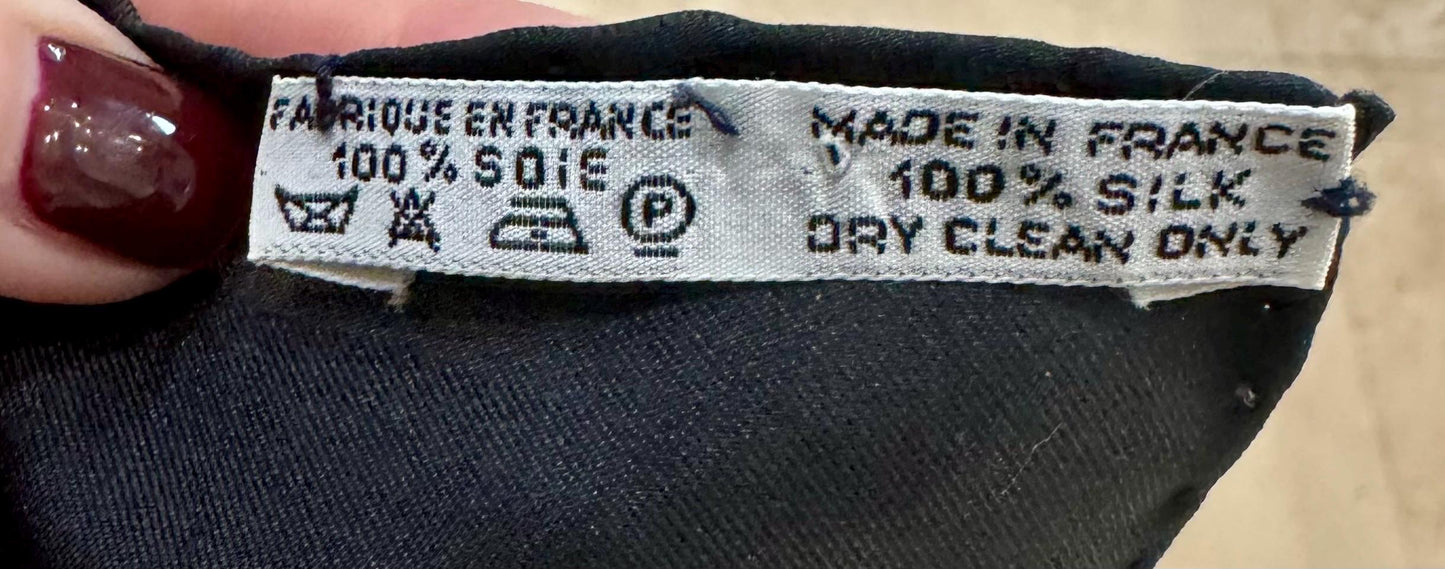 FABRIQUE EN FRANCE
100% SOIE
P
MADE IN FRANCE
100% SILK
DRY CLEAN ONLY